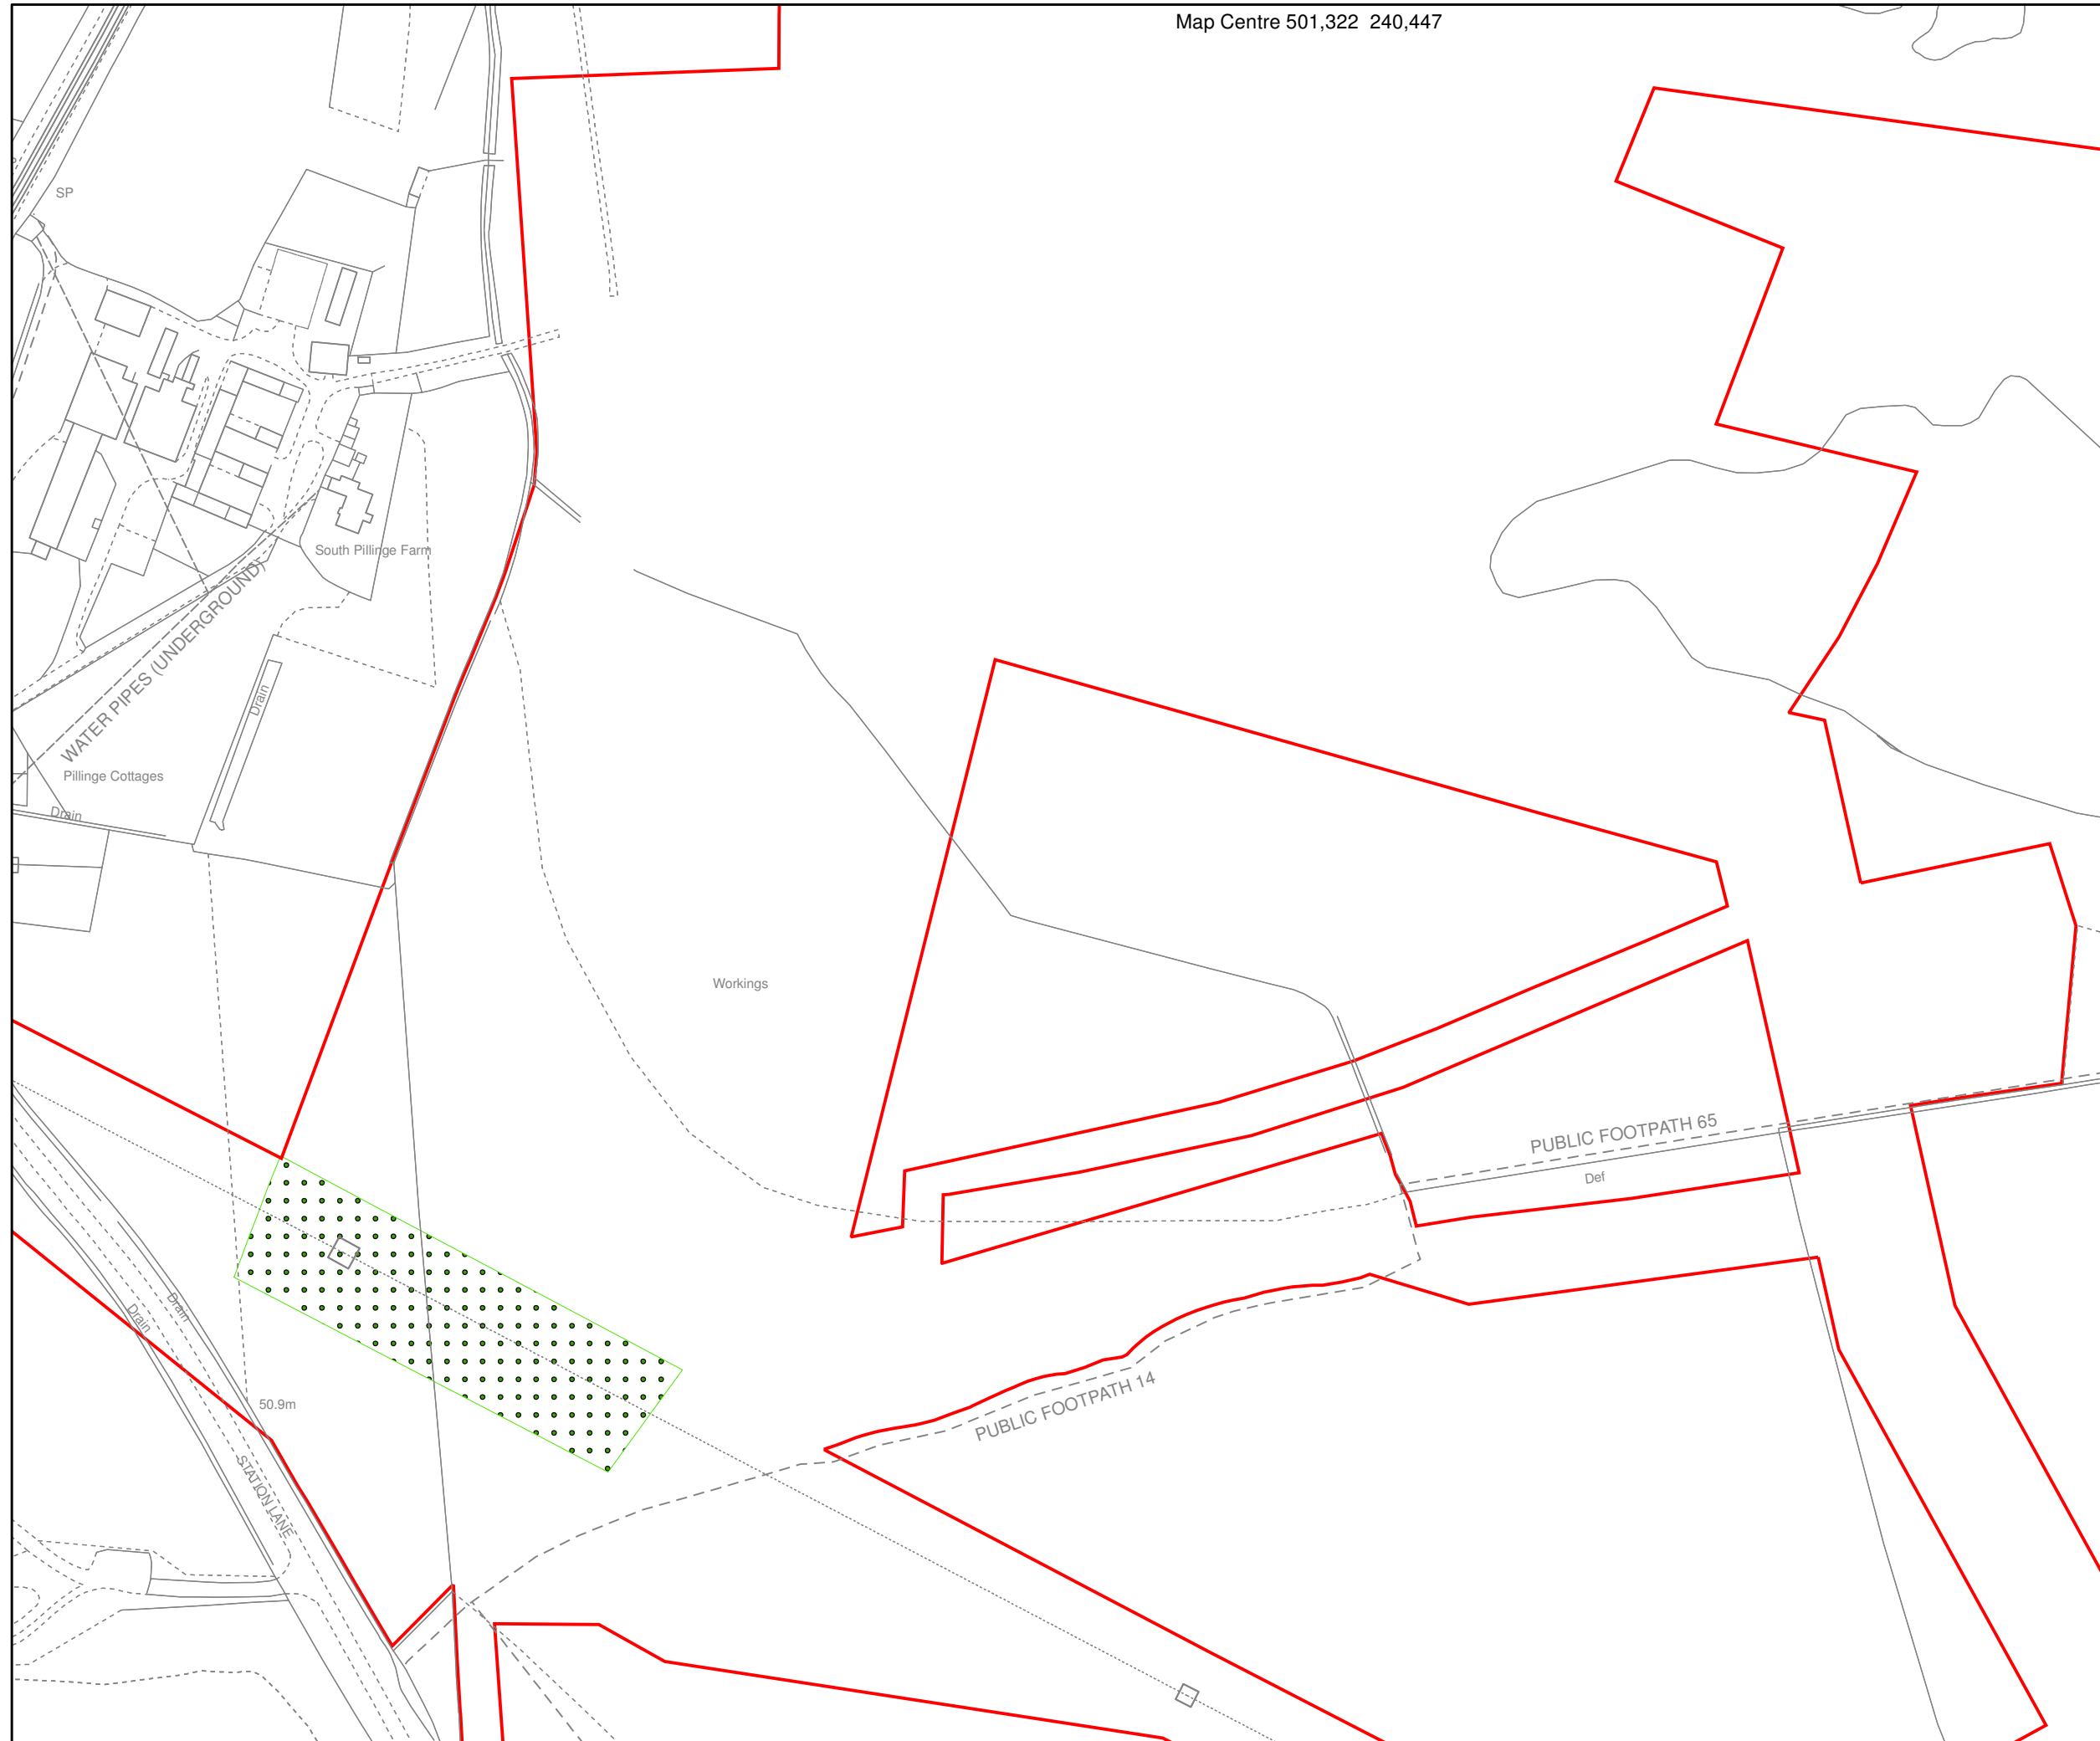 Map Centre 501,322 240,447
SP
South Pillinge Farm
WATER PIPES (UNDERGROUND)
Drain
Pillinge Cottages
Drain
Workings
PUBLIC FOOTPATH 65
Def
Drain
Drain
PUBLIC FOOTPATH 14
50.9m
STATION LANE